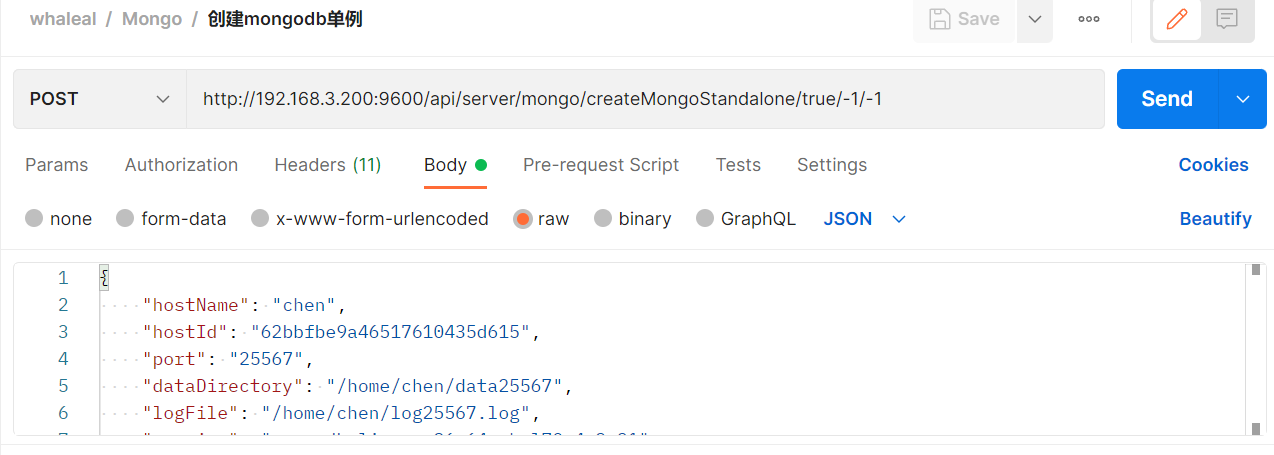 whaleal / Mongo / 创建mongodb单例 Save ooo
POST http://192.168.3.200:9600/api/server/mongo/createMongoStandalone/true/-1/-1 Send
Params Authorization Headers (11) Body Pre-request Script Tests Settings Cookies
none form-data x-www-form-urlencoded raw binary GraphQL JSON Beautify
1 {
2 "hostName": "chen",
3 "hostId": "62bbfbe9a46517610435d615",
4 "port": "25567",
5 "dataDirectory": "/home/chen/data25567",
6 "logFile": "/home/chen/log25567.log",